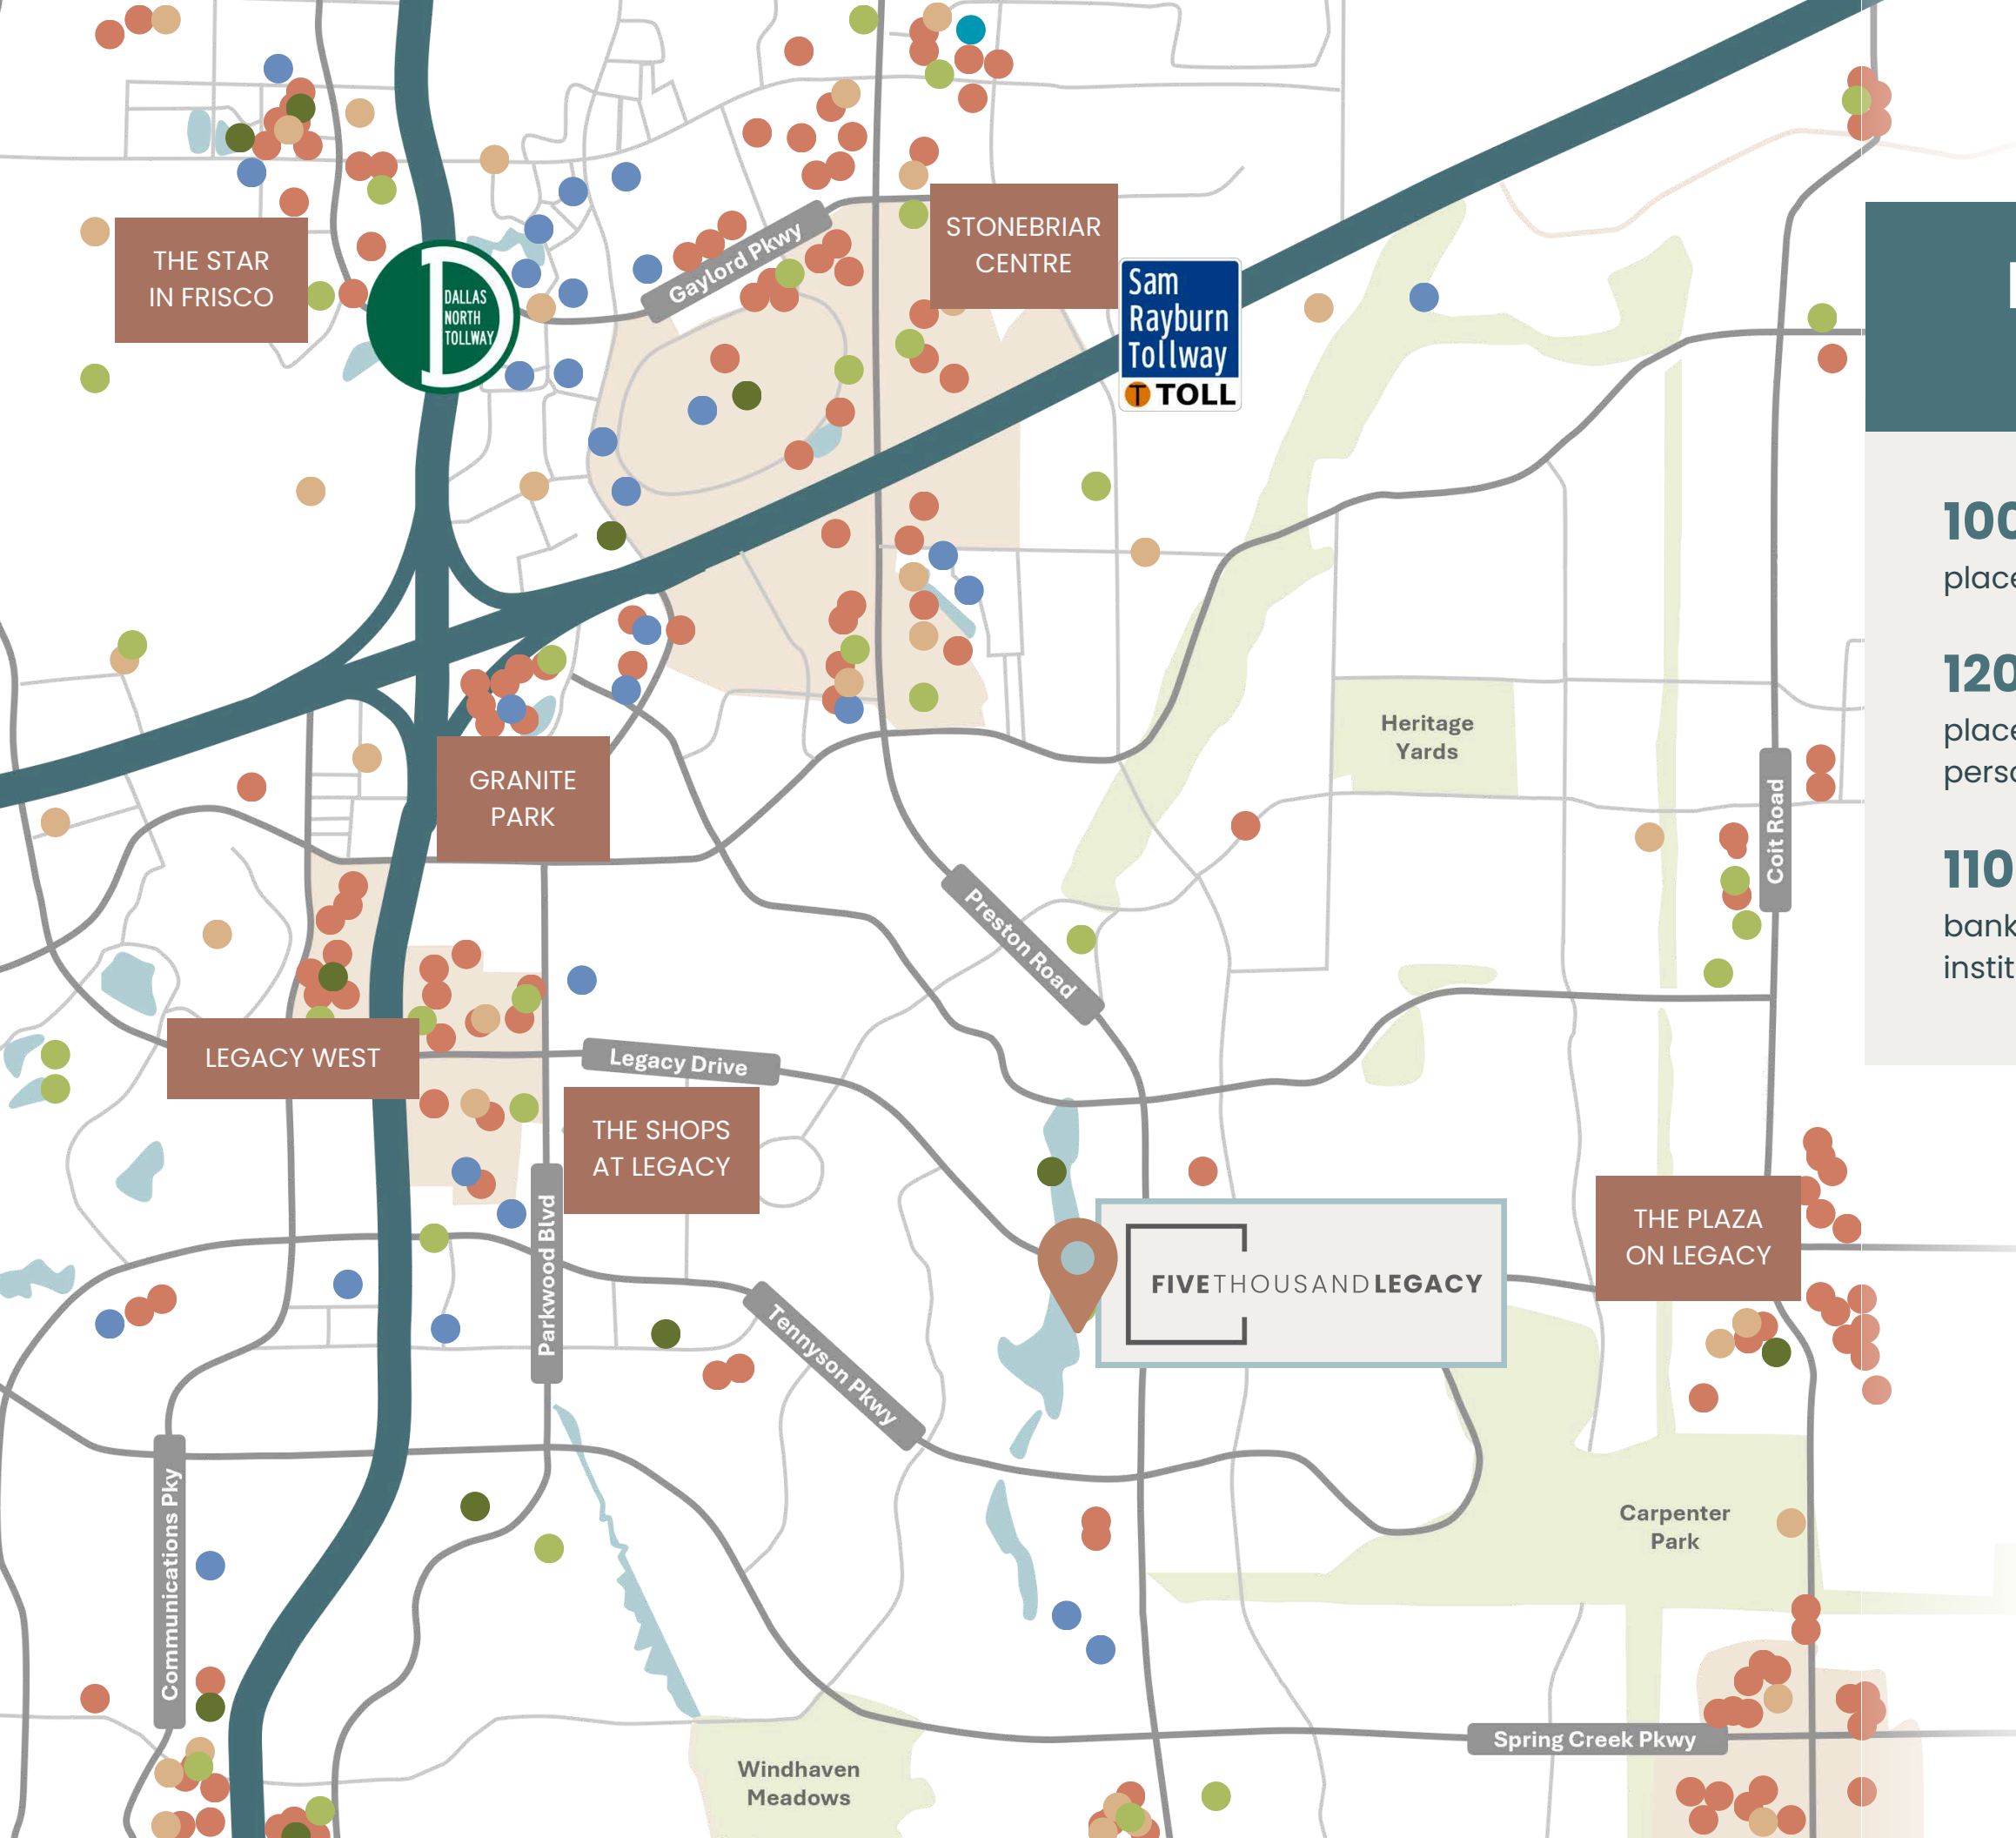 THE STAR
IN FRISCO
DALLAS
NORTH
TOLLWAY
Gaylord Pkwy
STONEBRIAR
CENTRE
Sam
Rayburn
Tollway
T TOLL
GRANITE
PARK
Heritage
Yards
Coit Road
Preston Road
LEGACY WEST
Legacy Drive
THE SHOPS
AT LEGACY
Parkwood Blvd
Tennyson Pkwy
FIVETHOUSANDLEGACY
THE PLAZA
ON LEGACY
Communications Pky
Carpenter
Park
Spring Creek Pkwy
Windhaven
Meadows
100
place
120
place
perso
110
bank
instit